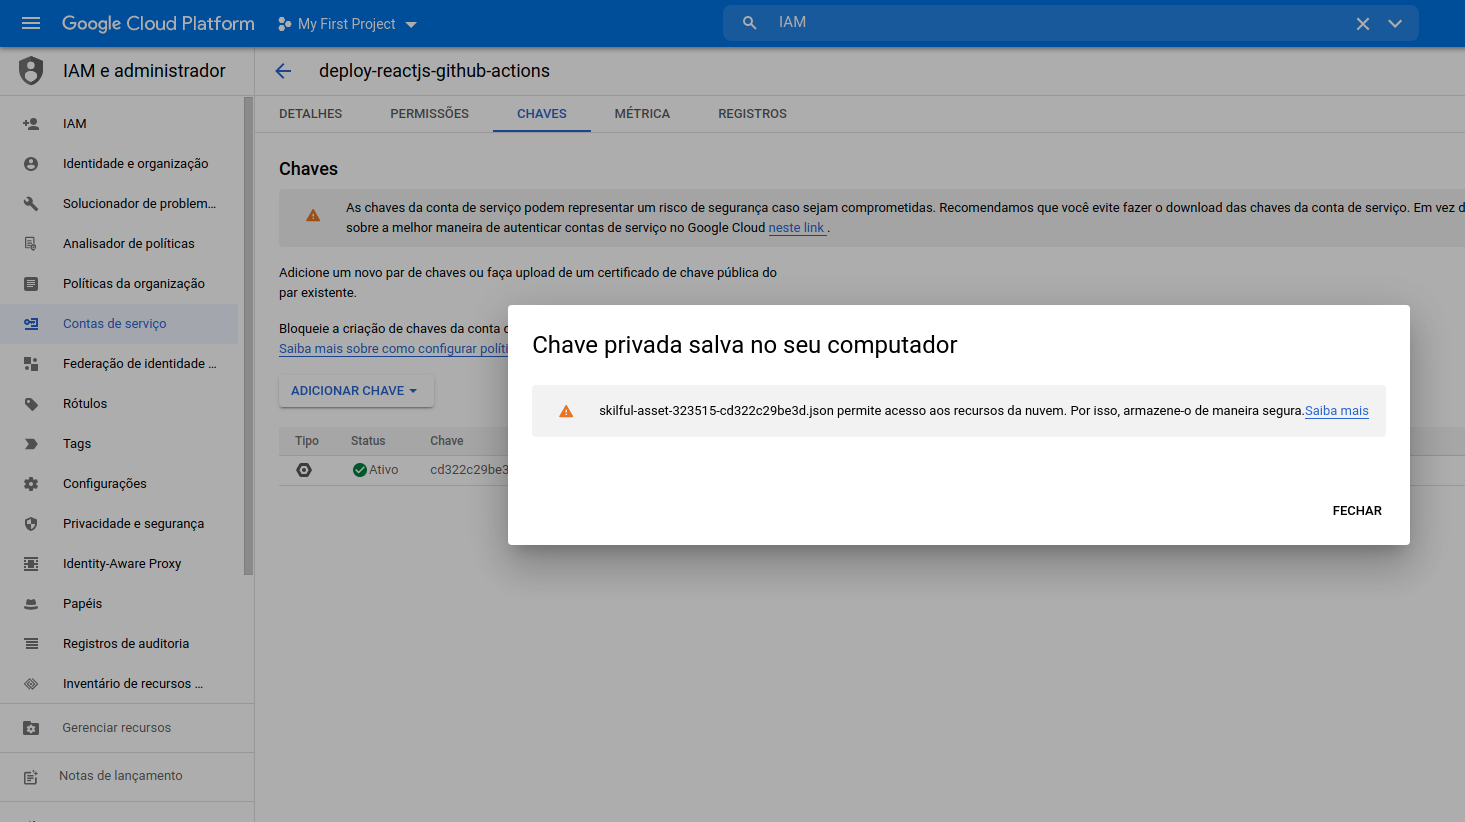 Google Cloud Platform
My First Project
IAM
IAM e administrador
deploy-reactjs-github-actions
IAM
Identidade e organização
Solucionador de problem...
Analisador de políticas
Políticas da organização
Contas de serviço
Federação de identidade ...
Rótulos
Tags
Configurações
Privacidade e segurança
Identity-Aware Proxy
Papéis
Registros de auditoria
Inventário de recursos ...
Gerenciar recursos
Notas de lançamento
DETALHES PERMISSÕES CHAVES MÉTRICA REGISTROS
Chaves
As chaves da conta de serviço podem representar um risco de segurança caso sejam comprometidas. Recomendamos que você evite fazer o download das chaves da conta de serviço. Em vez d
sobre a melhor maneira de autenticar contas de serviço no Google Cloud neste link .
Adicione um novo par de chaves ou faça upload de um certificado de chave pública do
par existente.
Bloqueie a criação de chaves da conta d
Saiba mais sobre como configurar políti
ADICIONAR CHAVE
Tipo Status Chave
Ativo cd322c29be3
Chave privada salva no seu computador
skilful-asset-323515-cd322c29be3d.json permite acesso aos recursos da nuvem. Por isso, armazene-o de maneira segura.Saiba mais
FECHAR